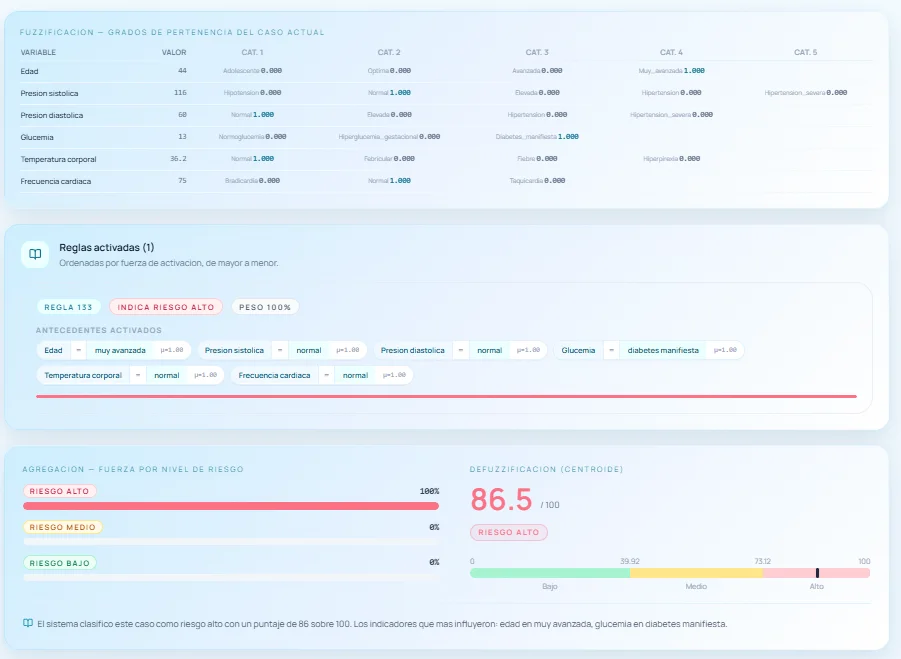 FUZZIFICACION — GRADOS DE PERTENENCIA DEL CASO ACTUAL
VARIABLE VALOR CAT. 1 CAT. 2 CAT. 3 CAT. 4 CAT. 5
Edad 44 Adolescente 0.000 Optima 0.000 Avanzada 0.000 Muy_avanzada 1.000
Presion sistolica 116 Hipotension 0.000 Normal 1.000 Elevada 0.000 Hipertension 0.000 Hipertension_severa 0.000
Presion diastolica 60 Normal 1.000 Elevada 0.000 Hipertension 0.000 Hipertension_severa 0.000
Glucemia 13 Normoglucemia 0.000 Hiperglucemia_gestacional 0.000 Diabetes_manifiesta 1.000
Temperatura corporal 36.2 Normal 1.000 Febricular 0.000 Fiebre 0.000 Hiperpirexia 0.000
Frecuencia cardiaca 75 Bradicardia 0.000 Normal 1.000 Taquicardia 0.000
Reglas activadas (1)
Ordenadas por fuerza de activacion, de mayor a menor.
REGLA 133 INDICA RIESGO ALTO PESO 100%
ANTECEDENTES ACTIVADOS
Edad = muy avanzada μ=1.00 Presion sistolica = normal μ=1.00 Presion diastolica = normal μ=1.00 Glucemia = diabetes manifiesta μ=1.00
Temperatura corporal = normal μ=1.00 Frecuencia cardiaca = normal μ=1.00
AGREGACION — FUERZA POR NIVEL DE RIESGO
RIESGO ALTO 100%
RIESGO MEDIO 0%
RIESGO BAJO 0%
DEFUZZIFICACION (CENTROIDE)
86.5 / 100
RIESGO ALTO
0 39.92 73.12 100
Bajo Medio Alto
El sistema clasifico este caso como riesgo alto con un puntaje de 86 sobre 100. Los indicadores que mas influyeron: edad en muy avanzada, glucemia en diabetes manifiesta.